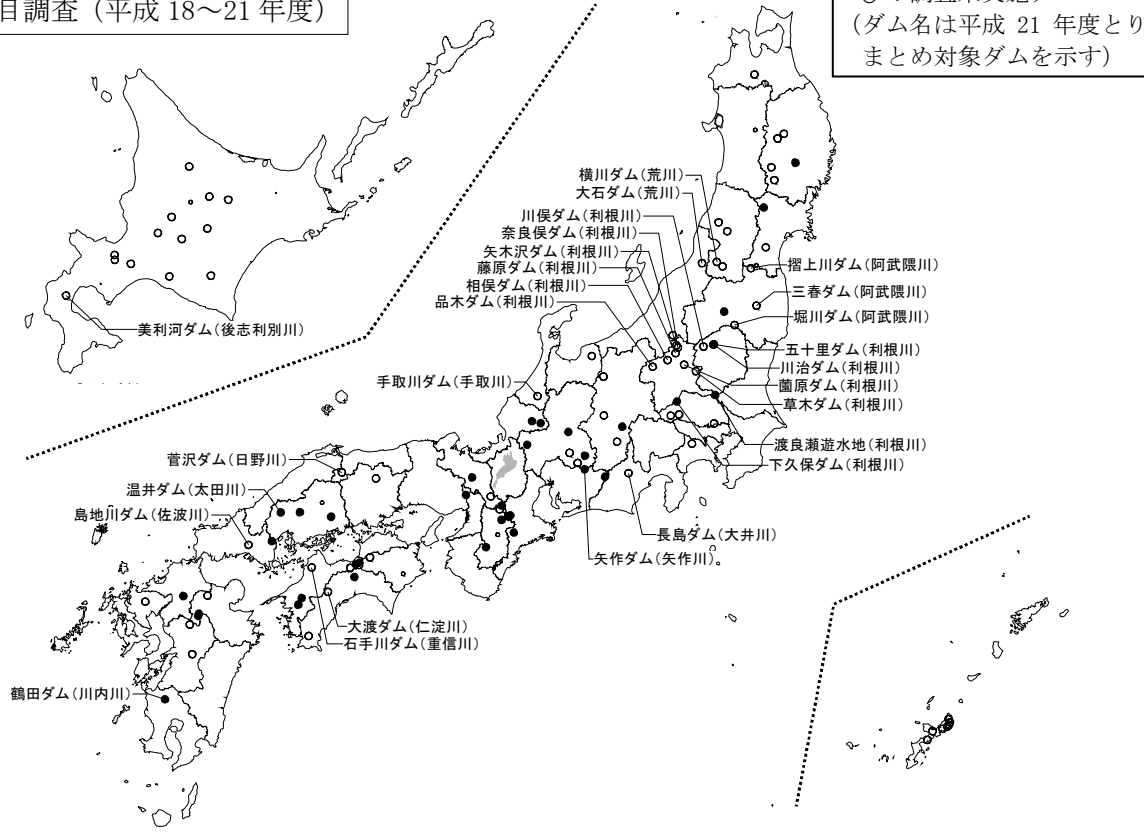 目調査（平成 18～21 年度）
（ダム名は平成 21 年度とり
まとめ対象ダムを示す）
横川ダム(荒川)
大石ダム(荒川)
川俣ダム(利根川)
奈良俣ダム(利根川)
矢木沢ダム(利根川)
藤原ダム(利根川)
相俣ダム(利根川)
品木ダム(利根川)
摺上川ダム(阿武隈川)
三春ダム(阿武隈川)
堀川ダム(阿武隈川)
美利河ダム(後志利別川)
五十里ダム(利根川)
川治ダム(利根川)
薗原ダム(利根川)
草木ダム(利根川)
手取川ダム(手取川)
渡良瀬遊水地(利根川)
下久保ダム(利根川)
菅沢ダム(日野川)
温井ダム(太田川)
島地川ダム(佐波川)
長島ダム(大井川)
矢作ダム(矢作川)。
大渡ダム(仁淀川)
石手川ダム(重信川)
鶴田ダム(川内川)